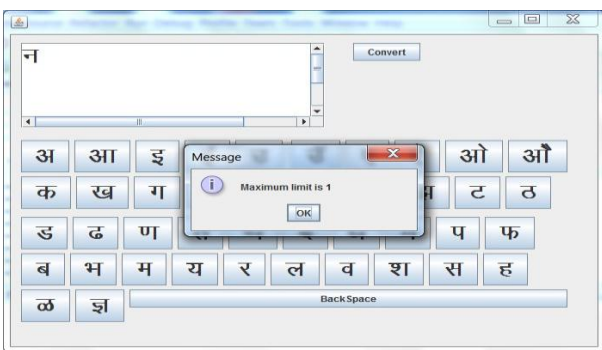 न
Convert
अ आ इ ओ औ
Message
Maximum limit is 1
OK
क ख ग ट ठ
ड ढ ण प फ
ब भ म य र ल व श स ह
ळ ज्ञ BackSpace